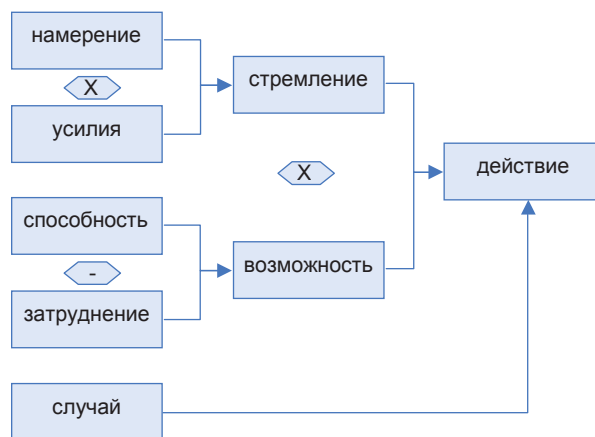 намерение
X
усилия
стремление
X
действие
способность
-
затруднение
возможность
случай